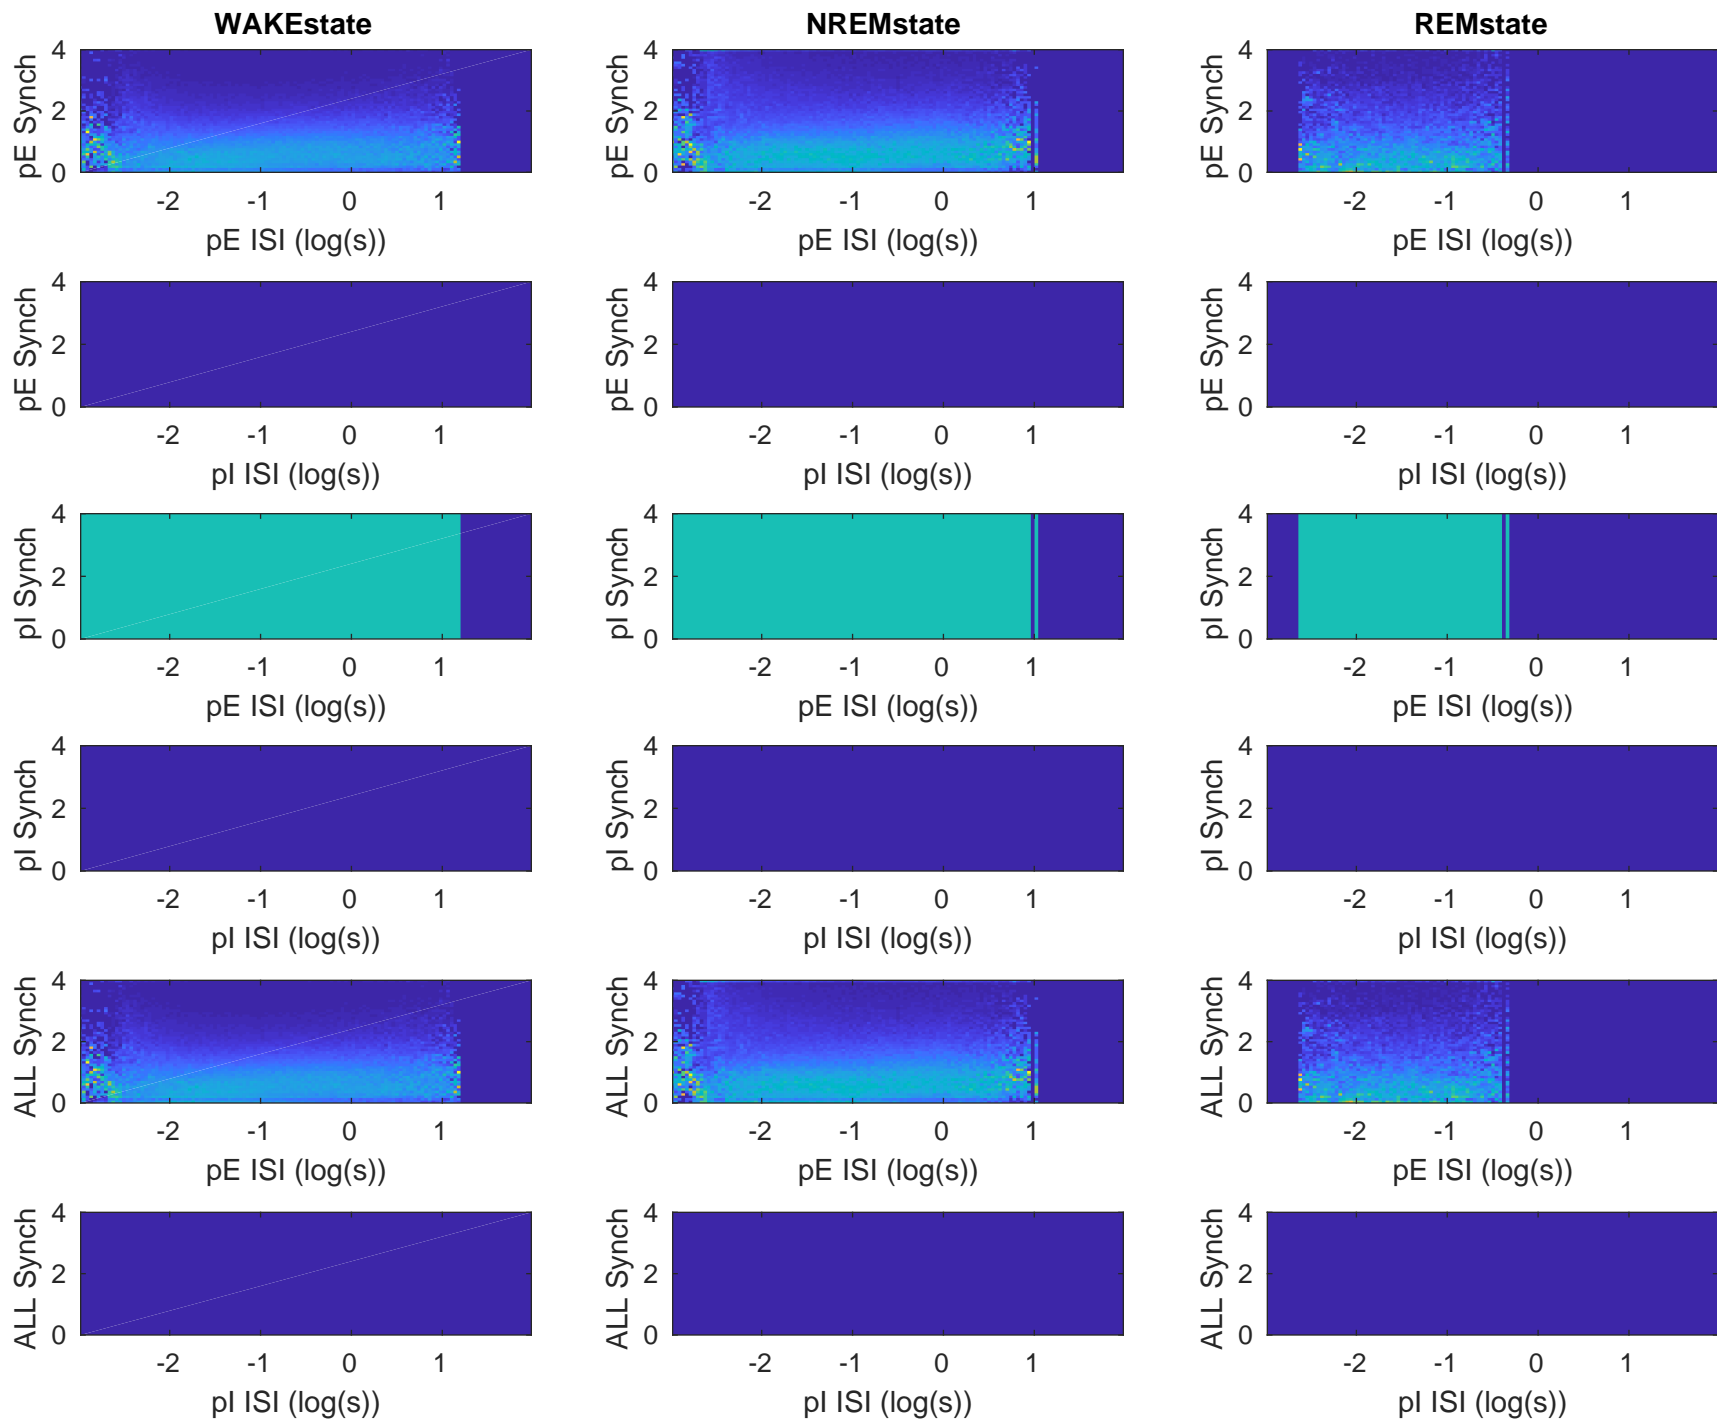 WAKEstate NREMstate REMstate
pE Synch 4 2 0 pE Synch 4 2 0 pE Synch 4 2 0
-2 -1 0 1 -2 -1 0 1 -2 -1 0 1
pE ISI (log(s)) pE ISI (log(s)) pE ISI (log(s))
pE Synch 4 2 0 pE Synch 4 2 0 pE Synch 4 2 0
-2 -1 0 1 -2 -1 0 1 -2 -1 0 1
pI ISI (log(s)) pI ISI (log(s)) pI ISI (log(s))
pI Synch 4 2 0 pI Synch 4 2 0 pI Synch 4 2 0
-2 -1 0 1 -2 -1 0 1 -2 -1 0 1
pE ISI (log(s)) pE ISI (log(s)) pE ISI (log(s))
pI Synch 4 2 0 pI Synch 4 2 0 pI Synch 4 2 0
-2 -1 0 1 -2 -1 0 1 -2 -1 0 1
pI ISI (log(s)) pI ISI (log(s)) pI ISI (log(s))
ALL Synch 4 2 0 ALL Synch 4 2 0 ALL Synch 4 2 0
-2 -1 0 1 -2 -1 0 1 -2 -1 0 1
pE ISI (log(s)) pE ISI (log(s)) pE ISI (log(s))
ALL Synch 4 2 0 ALL Synch 4 2 0 ALL Synch 4 2 0
-2 -1 0 1 -2 -1 0 1 -2 -1 0 1
pI ISI (log(s)) pI ISI (log(s)) pI ISI (log(s))